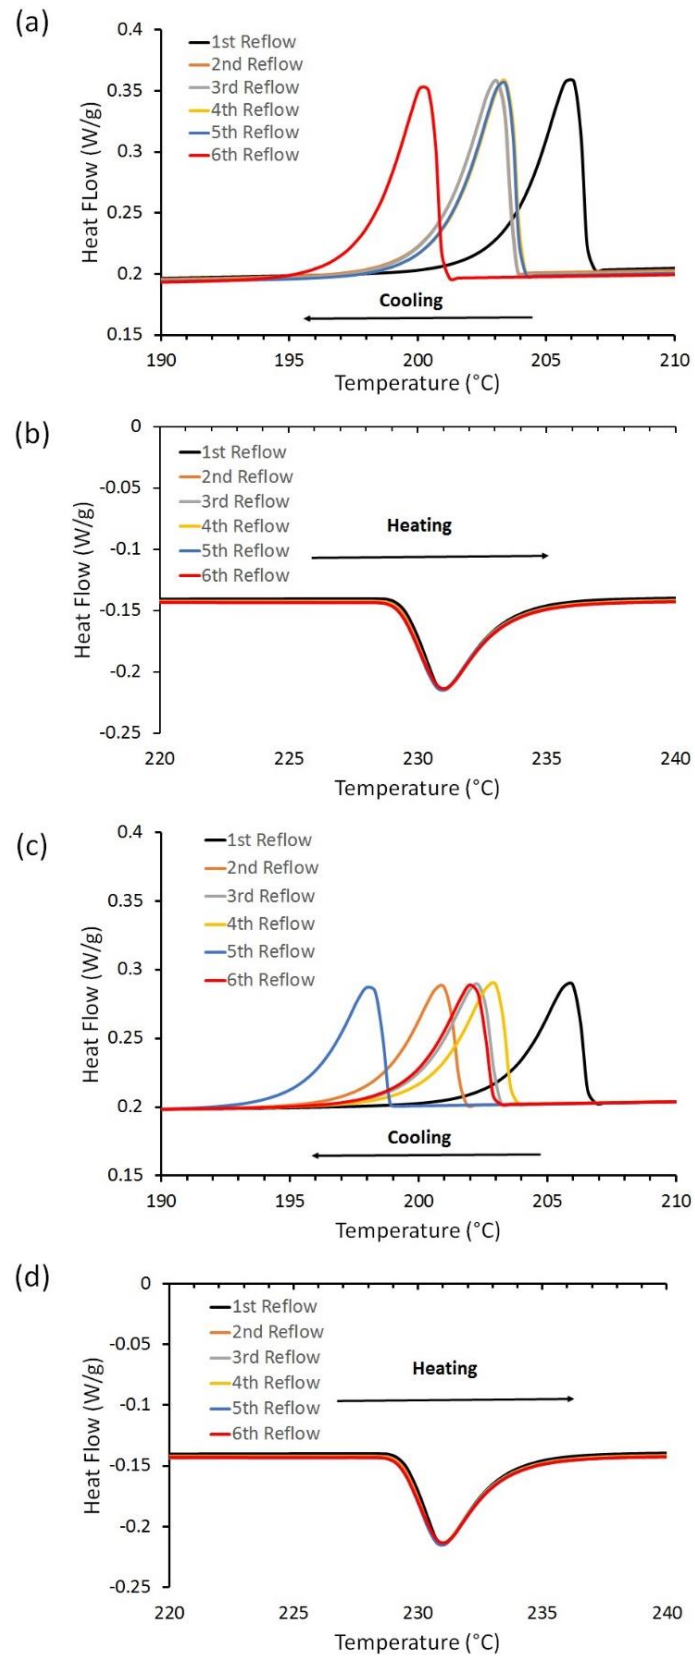 (a)
0.4
0.35
0.3
0.25
0.2
0.15
Heat FLow (W/g)
1st Reflow
2nd Reflow
3rd Reflow
4th Reflow
5th Reflow
6th Reflow
Cooling
190 195 200 205 210
Temperature (°C)
(b)
0
-0.05
-0.1
-0.15
-0.2
-0.25
Heat Flow (W/g)
1st Reflow
2nd Reflow
3rd Reflow
4th Reflow
5th Reflow
6th Reflow
Heating
220 225 230 235 240
Temperature (°C)
(c)
0.4
0.35
0.3
0.25
0.2
0.15
Heat Flow (W/g)
1st Reflow
2nd Reflow
3rd Reflow
4th Reflow
5th Reflow
6th Reflow
Cooling
190 195 200 205 210
Temperature (°C)
(d)
0
-0.05
-0.1
-0.15
-0.2
-0.25
Heat Flow (W/g)
1st Reflow
2nd Reflow
3rd Reflow
4th Reflow
5th Reflow
6th Reflow
Heating
220 225 230 235 240
Temperature (°C)